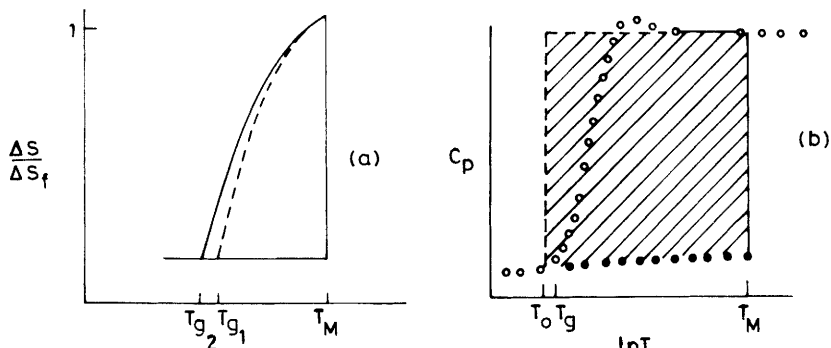 1
ΔS
ΔSf
(a)
Tg2 Tg1 TM
Cp
(b)
To Tg TM
lnT